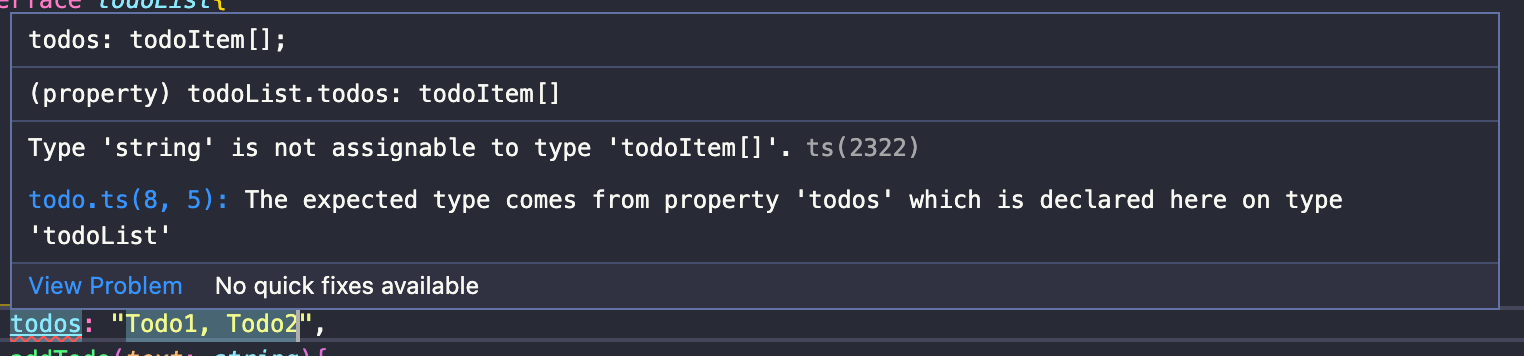 erface todoList{
todos: todoItem[];
(property) todoList.todos: todoItem[]
Type 'string' is not assignable to type 'todoItem[]'. ts(2322)
todo.ts(8, 5): The expected type comes from property 'todos' which is declared here on type
'todoList'
View Problem No quick fixes available
todos: "Todo1, Todo2",
addTodo(text: string){